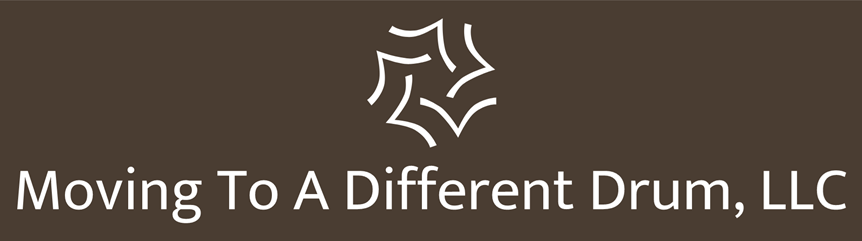 Moving To A Different Drum, LLC